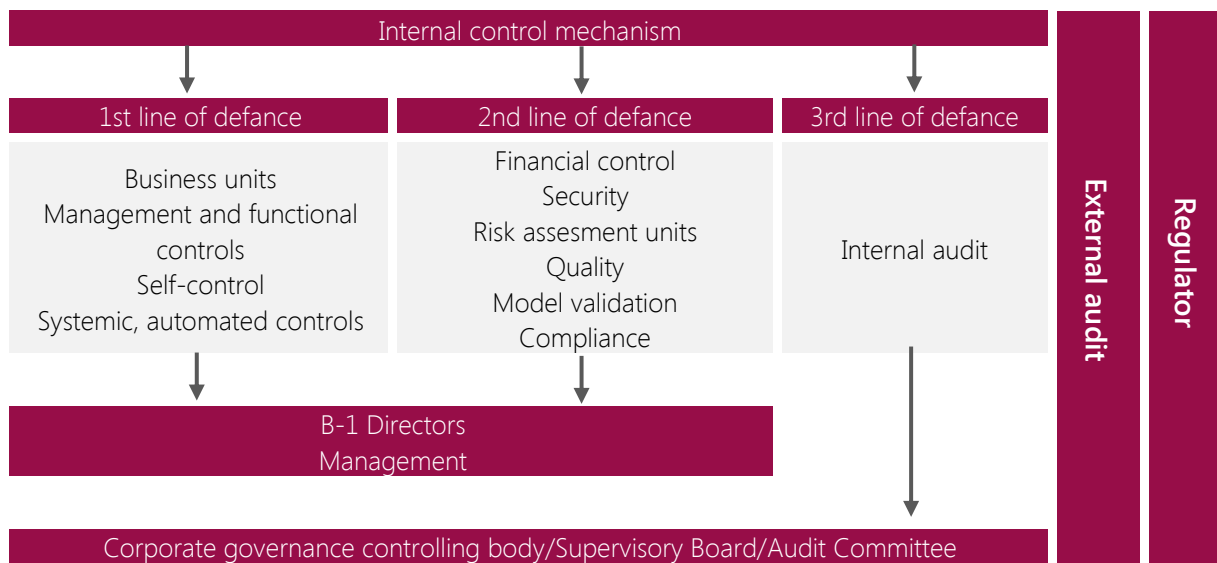 Internal control mechanism
1st line of defance
2nd line of defance
3rd line of defance
Business units
Management and functional
controls
Self-control
Systemic, automated controls
Financial control
Security
Risk assesment units
Quality
Model validation
Compliance
Internal audit
B-1 Directors
Management
Corporate governance controlling body/Supervisory Board/Audit Committee
External audit
Regulator